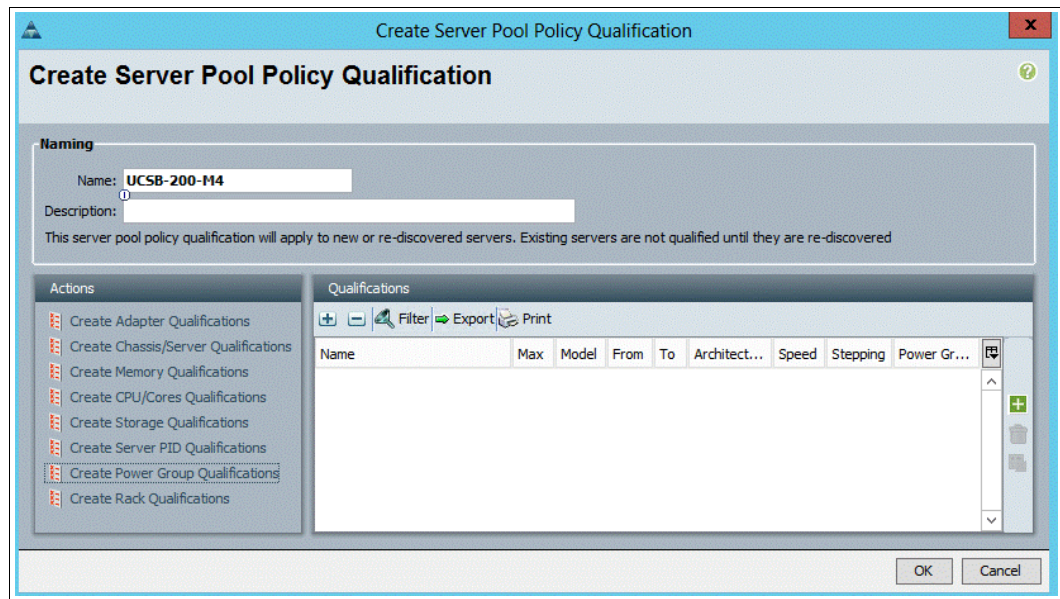 Create Server Pool Policy Qualification
x
Create Server Pool Policy Qualification
?
Naming
Name: UCSB-200-M4
Description:
This server pool policy qualification will apply to new or re-discovered servers. Existing servers are not qualified until they are re-discovered
Actions
Create Adapter Qualifications
Create Chassis/Server Qualifications
Create Memory Qualifications
Create CPU/Cores Qualifications
Create Storage Qualifications
Create Server PID Qualifications
Create Power Group Qualifications
Create Rack Qualifications
Qualifications
Filter Export Print
Name Max Model From To Architect... Speed Stepping Power Gr...
OK Cancel